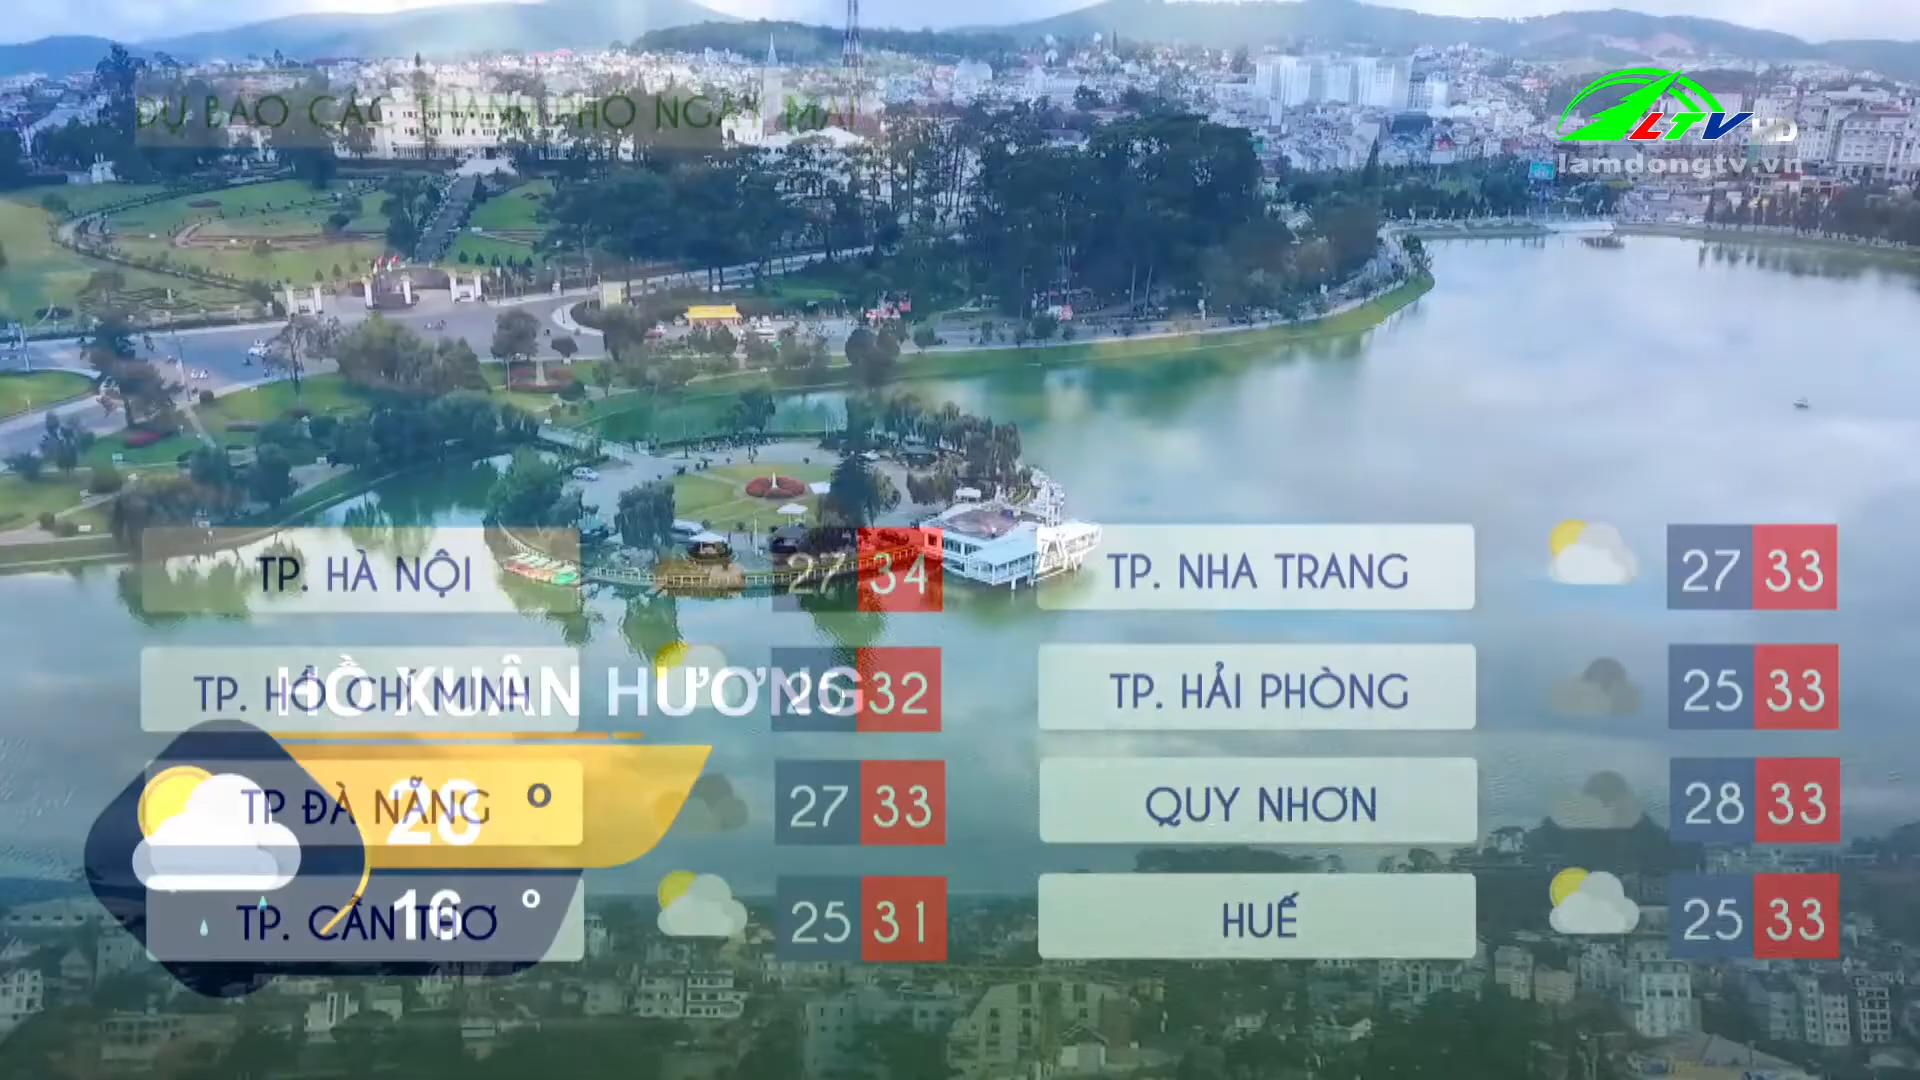 DỰ BÁO CÁC THÀNH PHỐ NGÀY MAI
LTV HD
lamdongtv.vn
TP. HÀ NỘI 27 34
TP. NHA TRANG 27 33
TP. HỒ CHÍ MINH 26 32
HỒ XUÂN HƯƠNG
TP. HẢI PHÒNG 25 33
TP ĐÀ NẴNG 27 33
QUY NHƠN 28 33
TP. CẦN THƠ 25 31
16 º
HUẾ 25 33